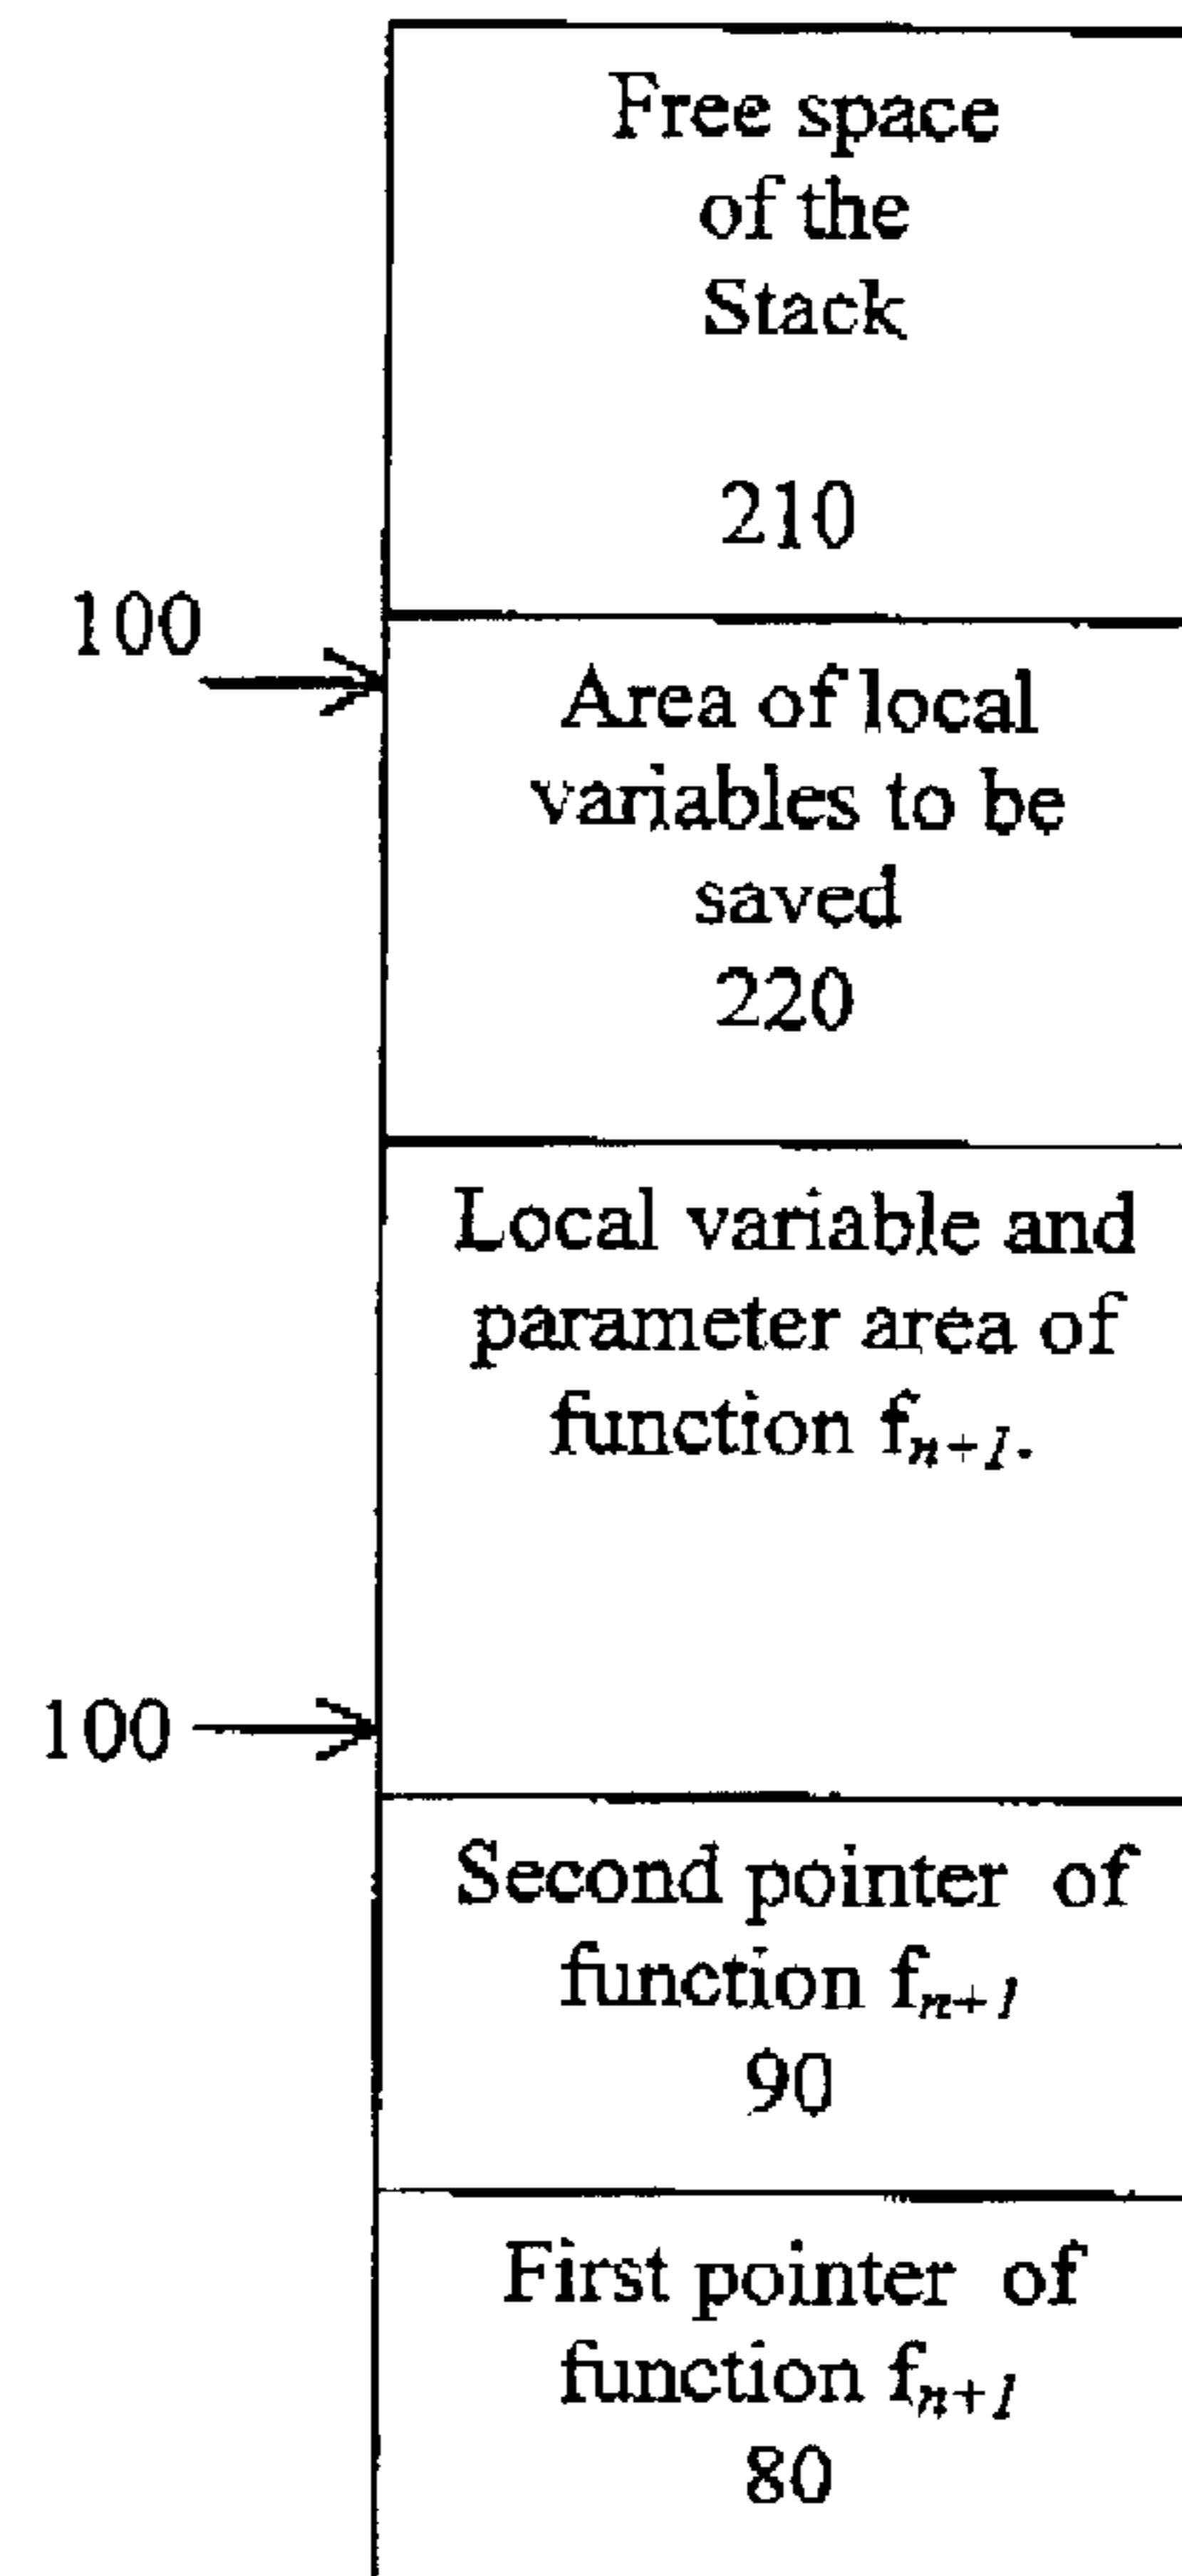 Free space
of the
Stack
210
100
Area of local
variables to be
saved
220
Local variable and
parameter area of
function fₙ₊₁.
100
Second pointer of
function fₙ₊₁
90
First pointer of
function fₙ₊₁
80